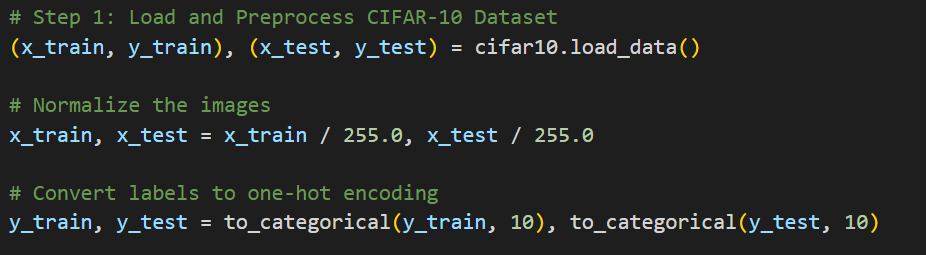 # Step 1: Load and Preprocess CIFAR-10 Dataset
(x_train, y_train), (x_test, y_test) = cifar10.load_data()
# Normalize the images
x_train, x_test = x_train / 255.0, x_test / 255.0
# Convert labels to one-hot encoding
y_train, y_test = to_categorical(y_train, 10), to_categorical(y_test, 10)